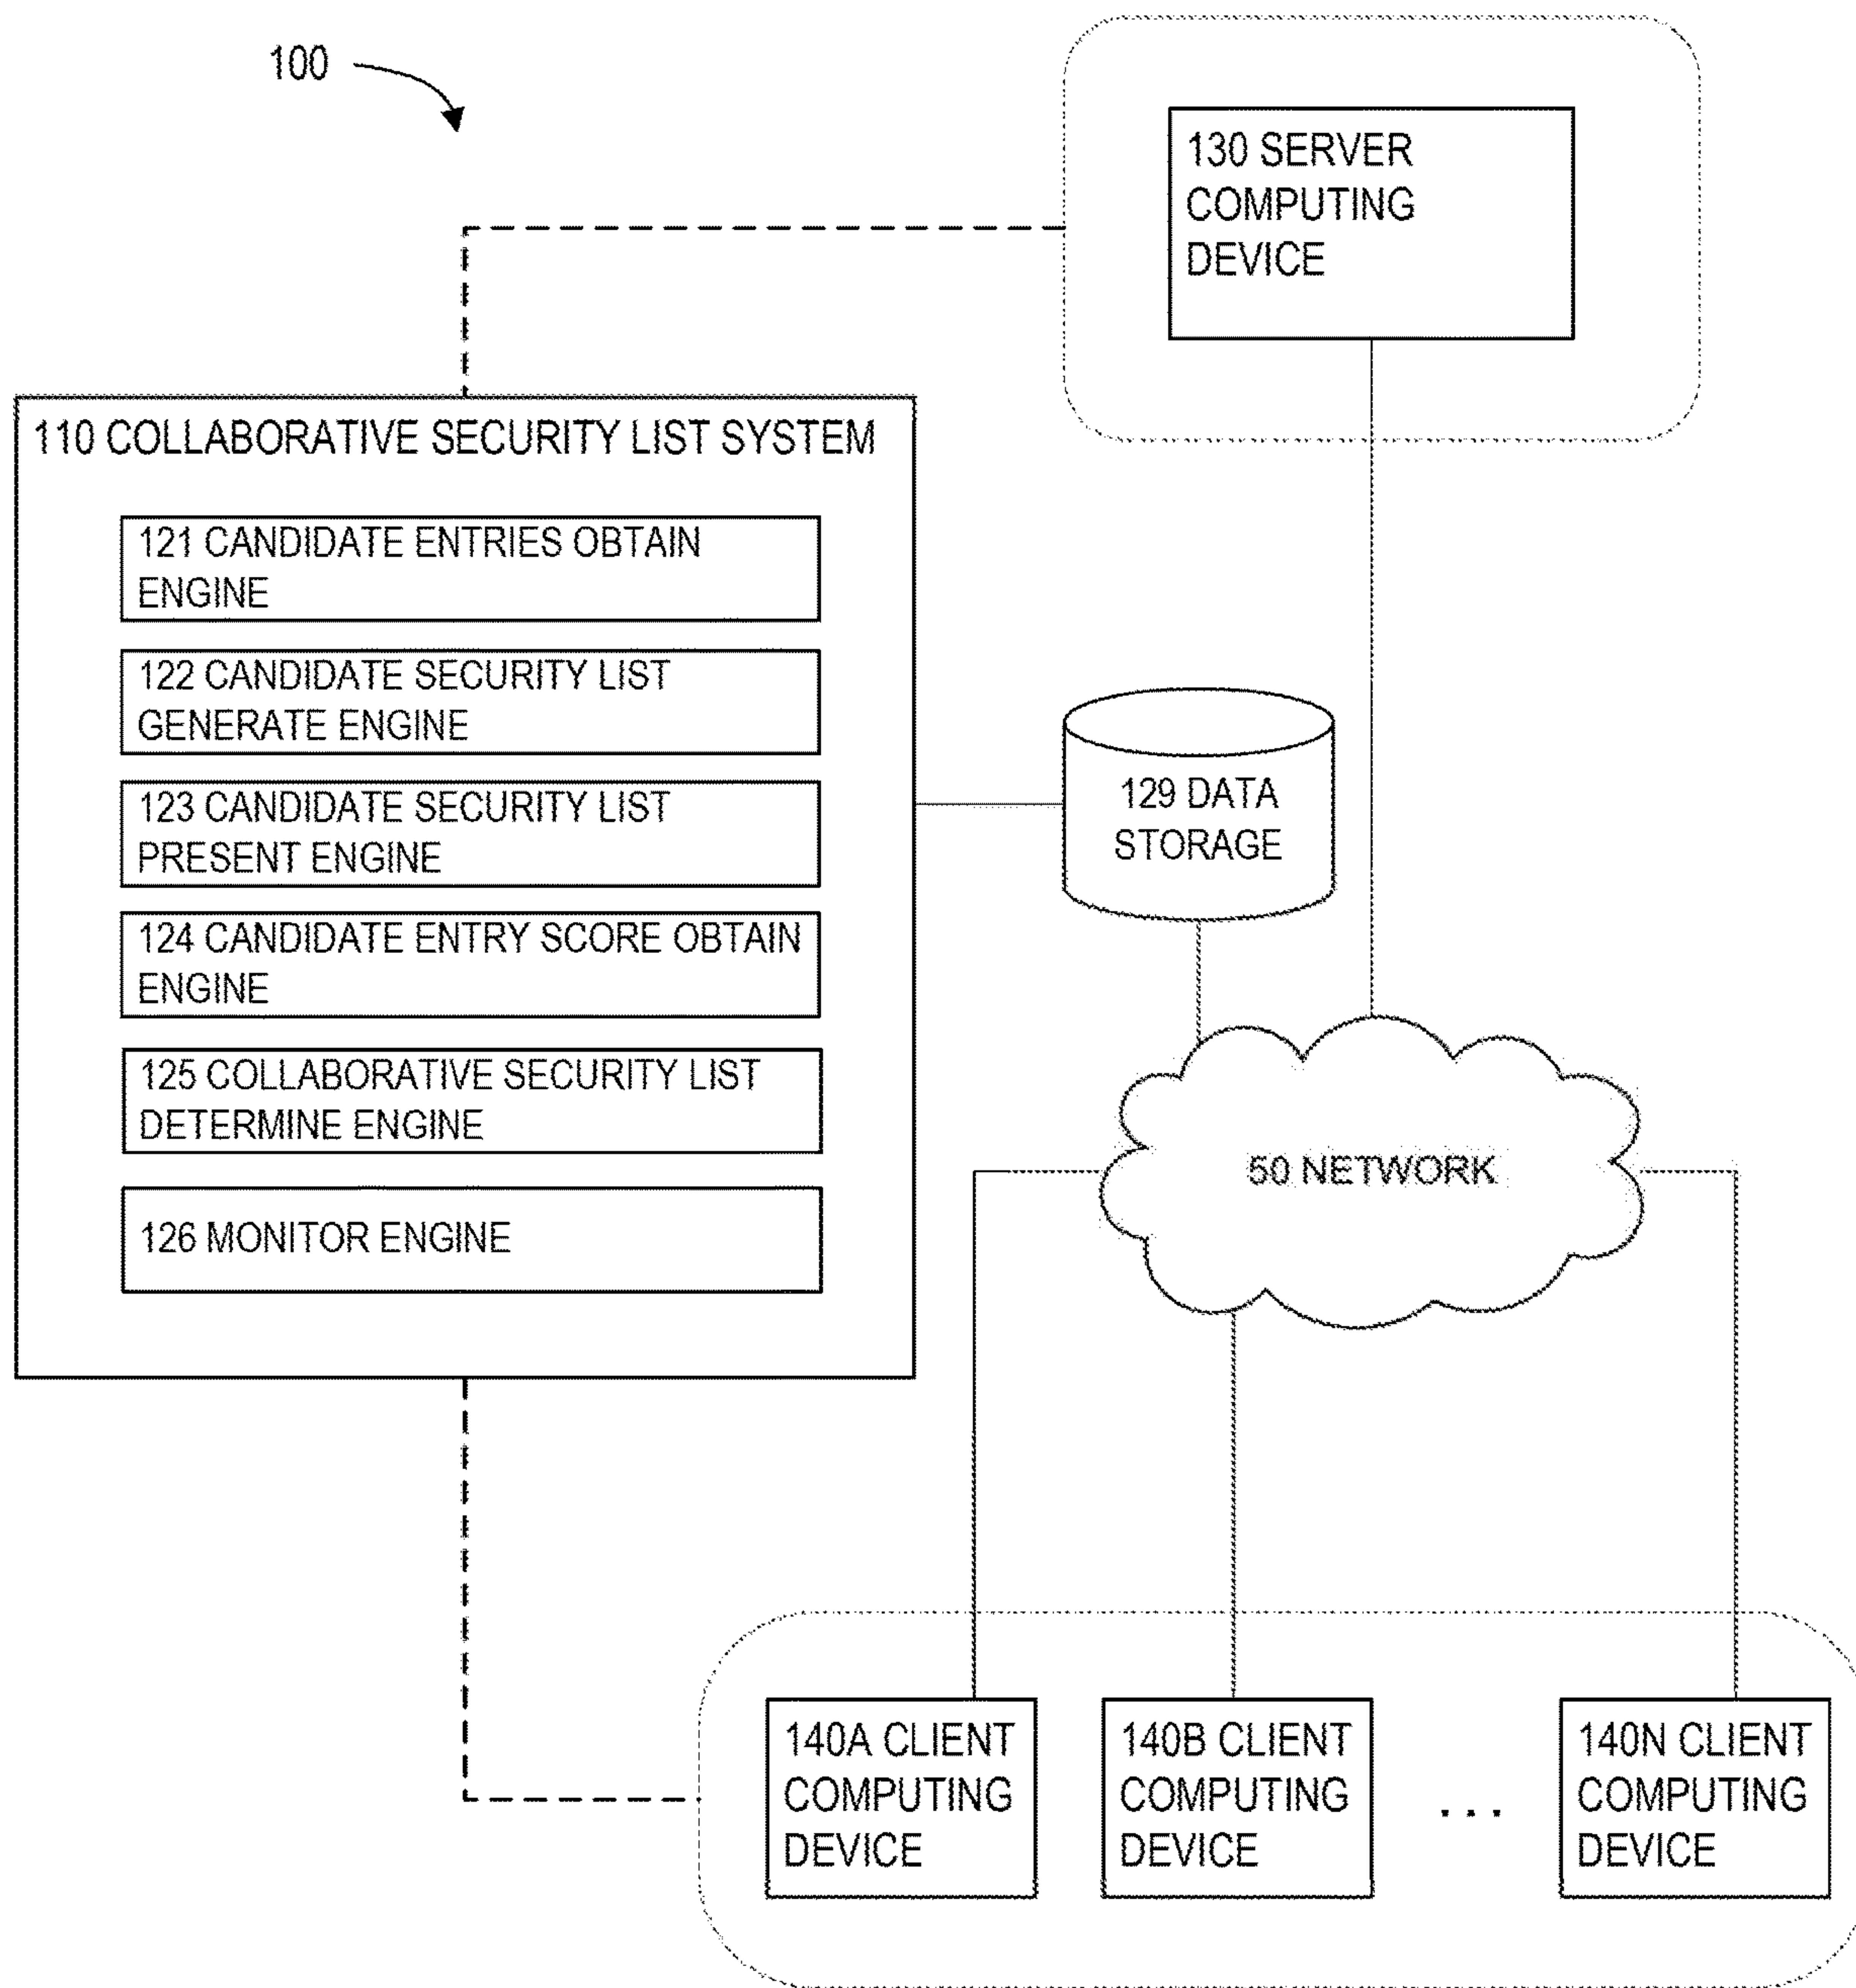 100
130 SERVER
COMPUTING
DEVICE
110 COLLABORATIVE SECURITY LIST SYSTEM
121 CANDIDATE ENTRIES OBTAIN
ENGINE
122 CANDIDATE SECURITY LIST
GENERATE ENGINE
123 CANDIDATE SECURITY LIST
PRESENT ENGINE
124 CANDIDATE ENTRY SCORE OBTAIN
ENGINE
125 COLLABORATIVE SECURITY LIST
DETERMINE ENGINE
126 MONITOR ENGINE
129 DATA
STORAGE
50 NETWORK
140A CLIENT
COMPUTING
DEVICE
140B CLIENT
COMPUTING
DEVICE
...
140N CLIENT
COMPUTING
DEVICE